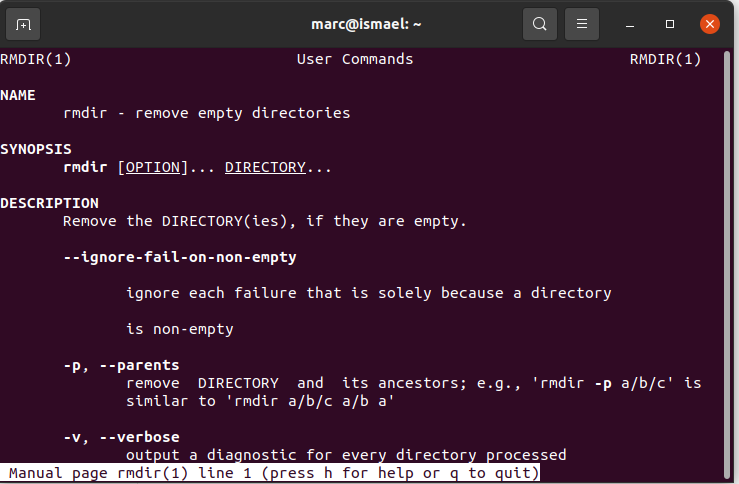 marc@ismael: ~
RMDIR(1) User Commands RMDIR(1)
NAME
rmdir - remove empty directories
SYNOPSIS
rmdir [OPTION]... DIRECTORY...
DESCRIPTION
Remove the DIRECTORY(ies), if they are empty.
--ignore-fail-on-non-empty
ignore each failure that is solely because a directory
is non-empty
-p, --parents
remove DIRECTORY and its ancestors; e.g., 'rmdir -p a/b/c' is
similar to 'rmdir a/b/c a/b a'
-v, --verbose
output a diagnostic for every directory processed
Manual page rmdir(1) line 1 (press h for help or q to quit)